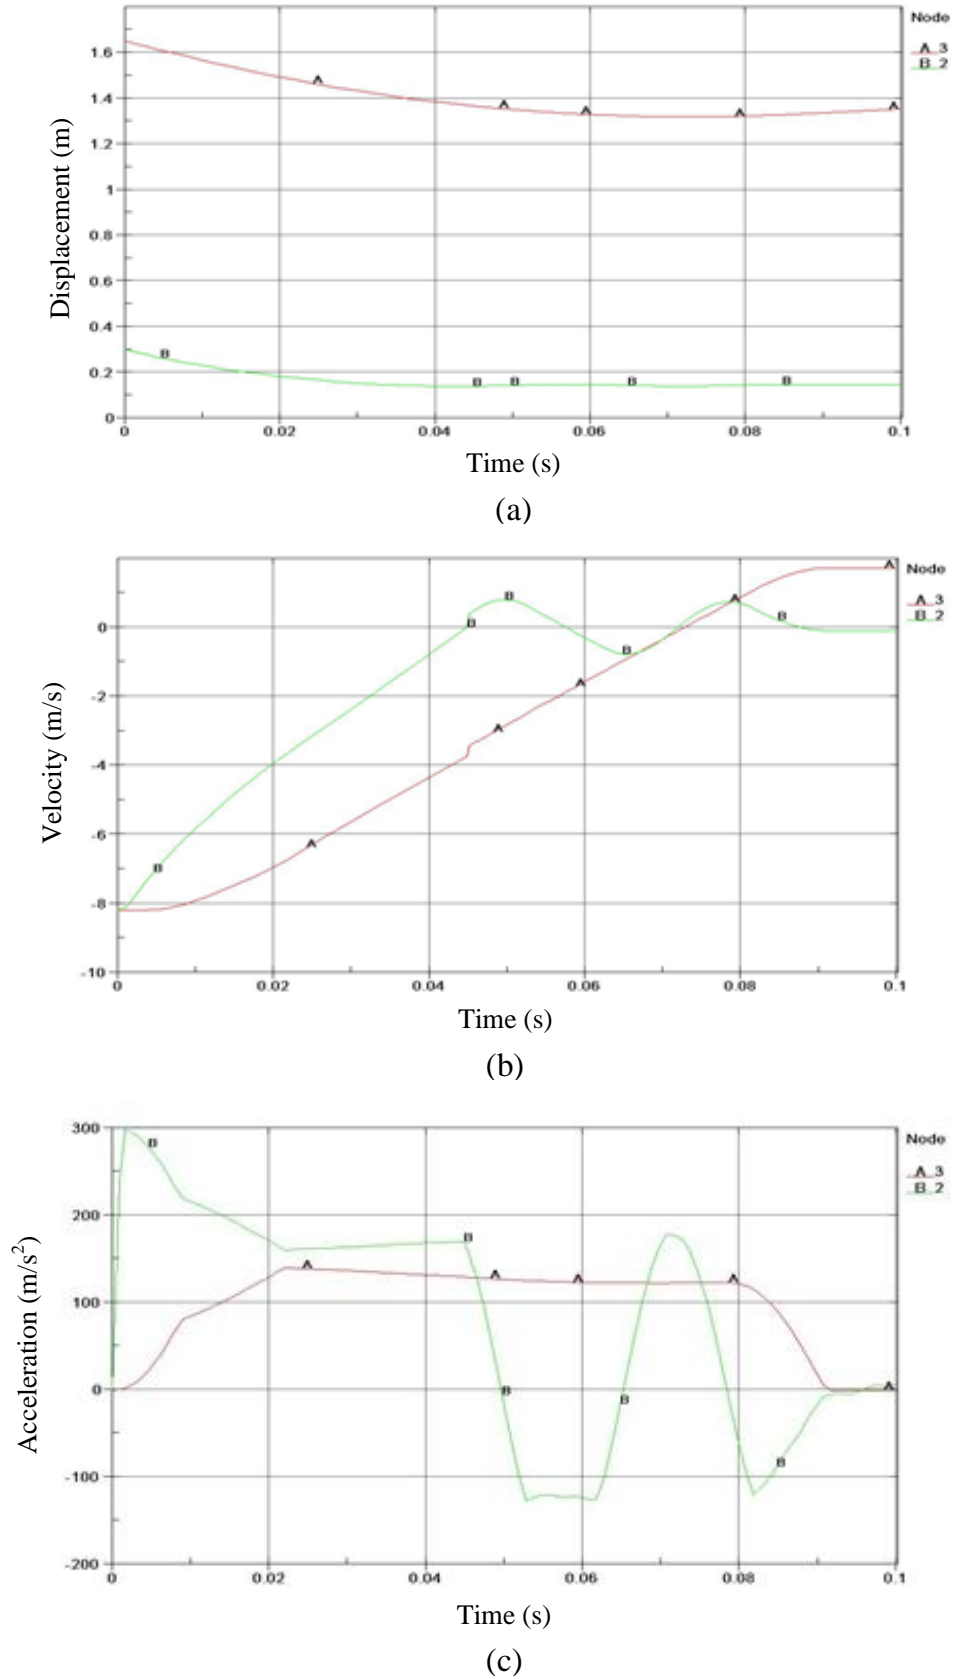 Node
A 3
B 2
Displacement (m)
1.6
1.4
1.2
1
0.8
0.6
0.4
0.2
0
A A A A A
B B B B B
0 0.02 0.04 0.06 0.08 0.1
Time (s)
(a)
Node
A 3
B 2
Velocity (m/s)
0
-2
-4
-6
-8
-10
A A A A A
B B B B B
0 0.02 0.04 0.06 0.08 0.1
Time (s)
(b)
Node
A 3
B 2
Acceleration (m/s²)
300
200
100
0
-100
-200
A A A A A
B B B B B
0 0.02 0.04 0.06 0.08 0.1
Time (s)
(c)